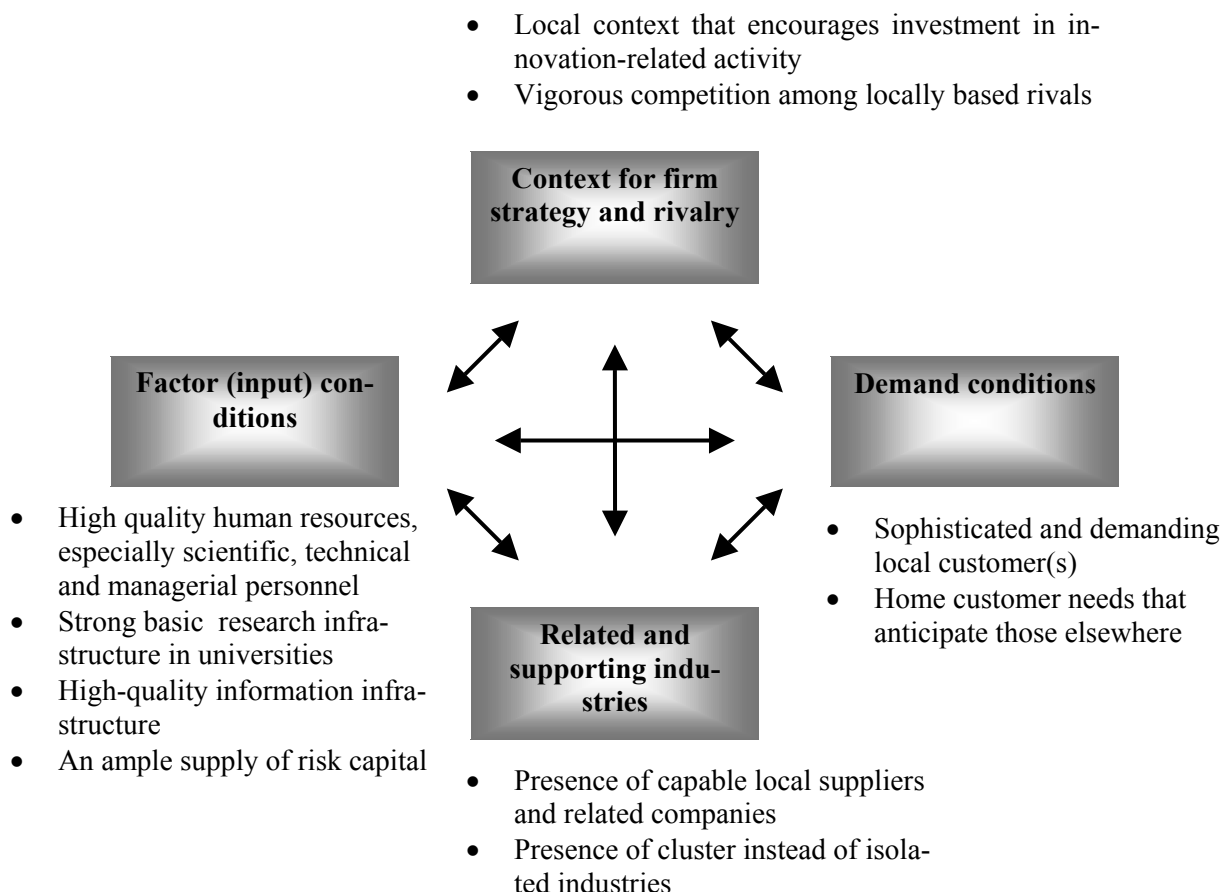 • Local context that encourages investment in in-
novation-related activity
• Vigorous competition among locally based rivals
Context for firm
strategy and rivalry
Factor (input) con-
ditions
Demand conditions
• High quality human resources,
especially scientific, technical
and managerial personnel
• Strong basic research infra-
structure in universities
• High-quality information infra-
structure
• An ample supply of risk capital
• Sophisticated and demanding
local customer(s)
• Home customer needs that
anticipate those elsewhere
Related and
supporting indu-
stries
• Presence of capable local suppliers
and related companies
• Presence of cluster instead of isola-
ted industries